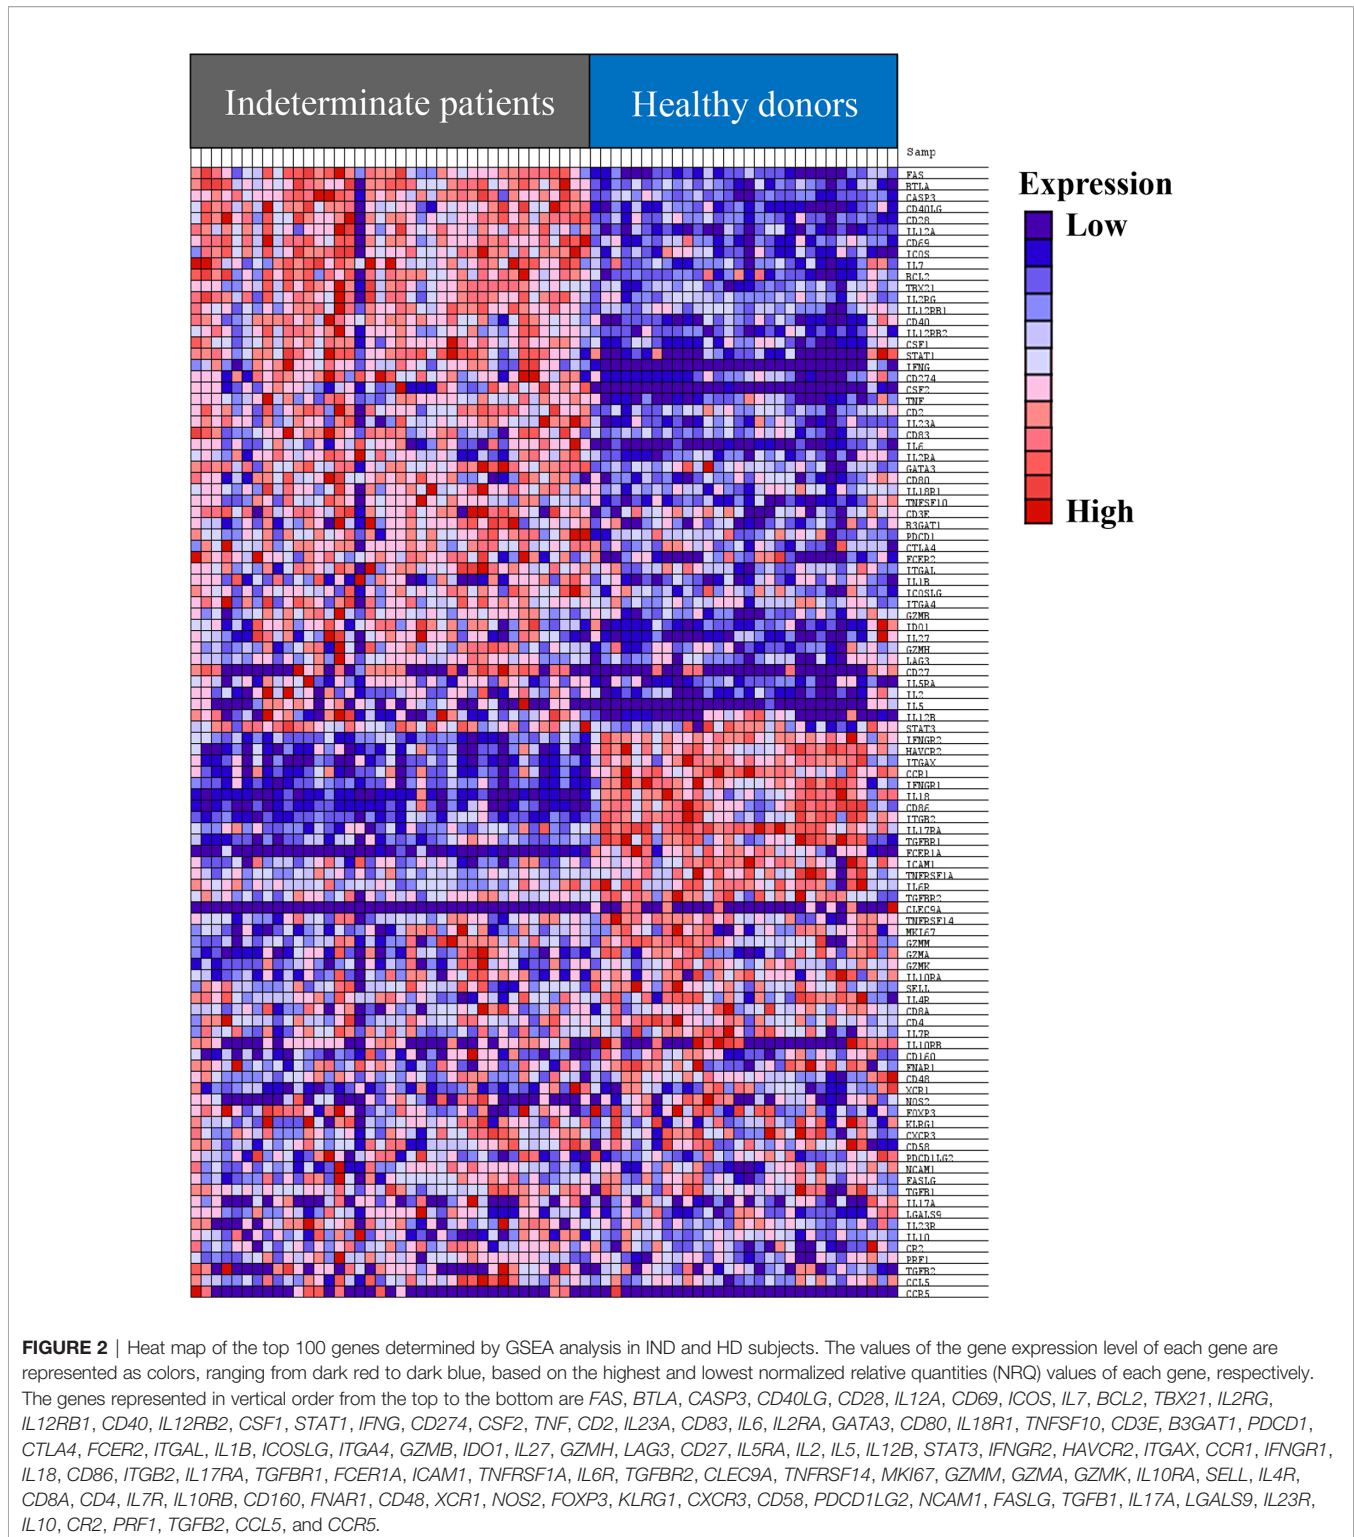 Indeterminate patients
Healthy donors
Samp
Expression
Low
High
FAS
BTLA
CASP3
CD40LG
CD28
IL12A
CD69
ICOS
IL7
BCL2
TBX21
IL2RG
IL12RB1
CD40
IL12RB2
CSF1
STAT1
IFNG
CD274
CSF2
TNF
CD2
IL23A
CD83
IL6
IL2RA
GATA3
CD80
IL18R1
TNFSF10
CD3E
B3GAT1
PDCD1
CTLA4
FCER2
ITGAL
IL1B
ICOSLG
ITGA4
GZMB
IDO1
IL27
GZMH
LAG3
CD27
IL5RA
IL2
IL5
IL12B
STAT3
IFNGR2
HAVCR2
ITGAX
CCR1
IFNGR1
IL18
CD86
ITGB2
IL17RA
TGFBR1
FCER1A
ICAM1
TNFRSF1A
IL6R
TGFBR2
CLEC9A
TNFRSF14
MKI67
GZMM
GZMA
GZMK
IL10RA
SELL
IL4R
CD8A
CD4
IL7R
IL10RB
CD160
FNAR1
CD48
XCR1
NOS2
FOXP3
KLRG1
CXCR3
CD58
PDCD1LG2
NCAM1
FASLG
TGFB1
IL17A
LGALS9
IL23R
IL10
CR2
PRF1
TGFB2
CCL5
CCR5
FIGURE 2 | Heat map of the top 100 genes determined by GSEA analysis in IND and HD subjects. The values of the gene expression level of each gene are
represented as colors, ranging from dark red to dark blue, based on the highest and lowest normalized relative quantities (NRQ) values of each gene, respectively.
The genes represented in vertical order from the top to the bottom are FAS, BTLA, CASP3, CD40LG, CD28, IL12A, CD69, ICOS, IL7, BCL2, TBX21, IL2RG,
IL12RB1, CD40, IL12RB2, CSF1, STAT1, IFNG, CD274, CSF2, TNF, CD2, IL23A, CD83, IL6, IL2RA, GATA3, CD80, IL18R1, TNFSF10, CD3E, B3GAT1, PDCD1,
CTLA4, FCER2, ITGAL, IL1B, ICOSLG, ITGA4, GZMB, IDO1, IL27, GZMH, LAG3, CD27, IL5RA, IL2, IL5, IL12B, STAT3, IFNGR2, HAVCR2, ITGAX, CCR1, IFNGR1,
IL18, CD86, ITGB2, IL17RA, TGFBR1, FCER1A, ICAM1, TNFRSF1A, IL6R, TGFBR2, CLEC9A, TNFRSF14, MKI67, GZMM, GZMA, GZMK, IL10RA, SELL, IL4R,
CD8A, CD4, IL7R, IL10RB, CD160, FNAR1, CD48, XCR1, NOS2, FOXP3, KLRG1, CXCR3, CD58, PDCD1LG2, NCAM1, FASLG, TGFB1, IL17A, LGALS9, IL23R,
IL10, CR2, PRF1, TGFB2, CCL5, and CCR5.